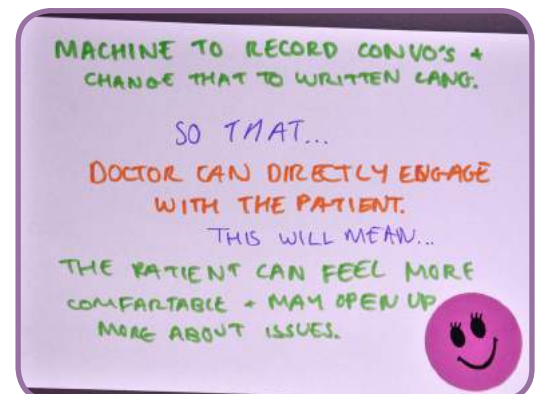 MACHINE TO RECORD CONVO'S +
CHANGE THAT TO WRITTEN LANG.
SO THAT...
DOCTOR CAN DIRECTLY ENGAGE
WITH THE PATIENT.
THIS WILL MEAN...
THE PATIENT CAN FEEL MORE
COMFARTABLE + MAY OPEN UP
MORE ABOUT ISSUES.